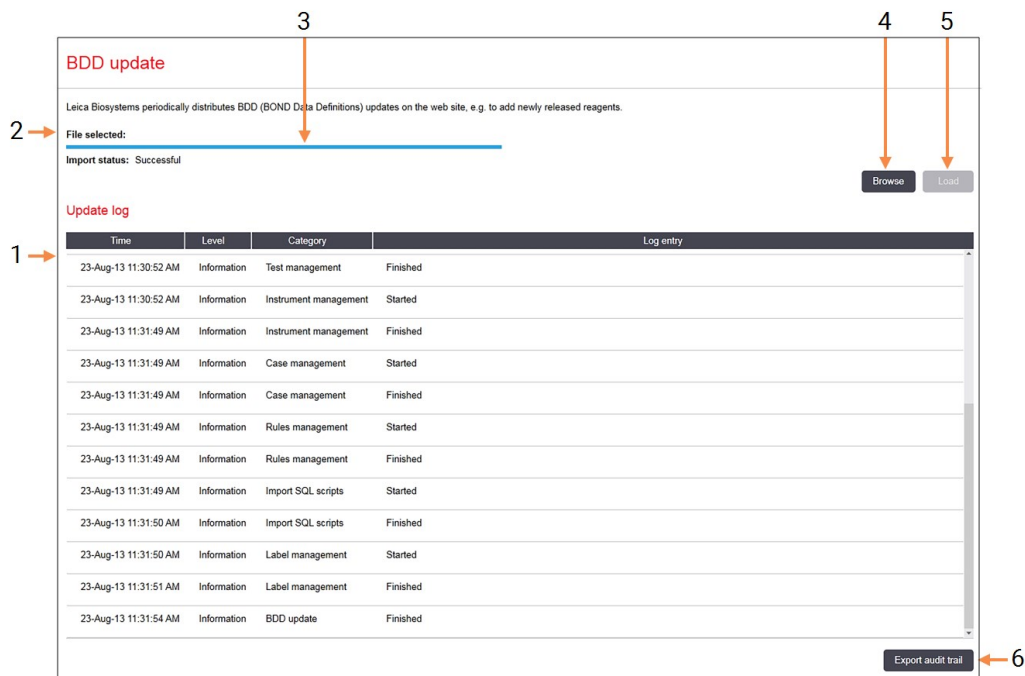 3 4 5
BDD update
Leica Biosystems periodically distributes BDD (BOND Data Definitions) updates on the web site, e.g. to add newly released reagents.
2 File selected:
Import status: Successful
Browse Load
Update log
Time Level Category Log entry
1
23-Aug-13 11:30:52 AM Information Test management Finished
23-Aug-13 11:30:52 AM Information Instrument management Started
23-Aug-13 11:31:49 AM Information Instrument management Finished
23-Aug-13 11:31:49 AM Information Case management Started
23-Aug-13 11:31:49 AM Information Case management Finished
23-Aug-13 11:31:49 AM Information Rules management Started
23-Aug-13 11:31:49 AM Information Rules management Finished
23-Aug-13 11:31:49 AM Information Import SQL scripts Started
23-Aug-13 11:31:50 AM Information Import SQL scripts Finished
23-Aug-13 11:31:50 AM Information Label management Started
23-Aug-13 11:31:51 AM Information Label management Finished
23-Aug-13 11:31:54 AM Information BDD update Finished
Export audit trail 6